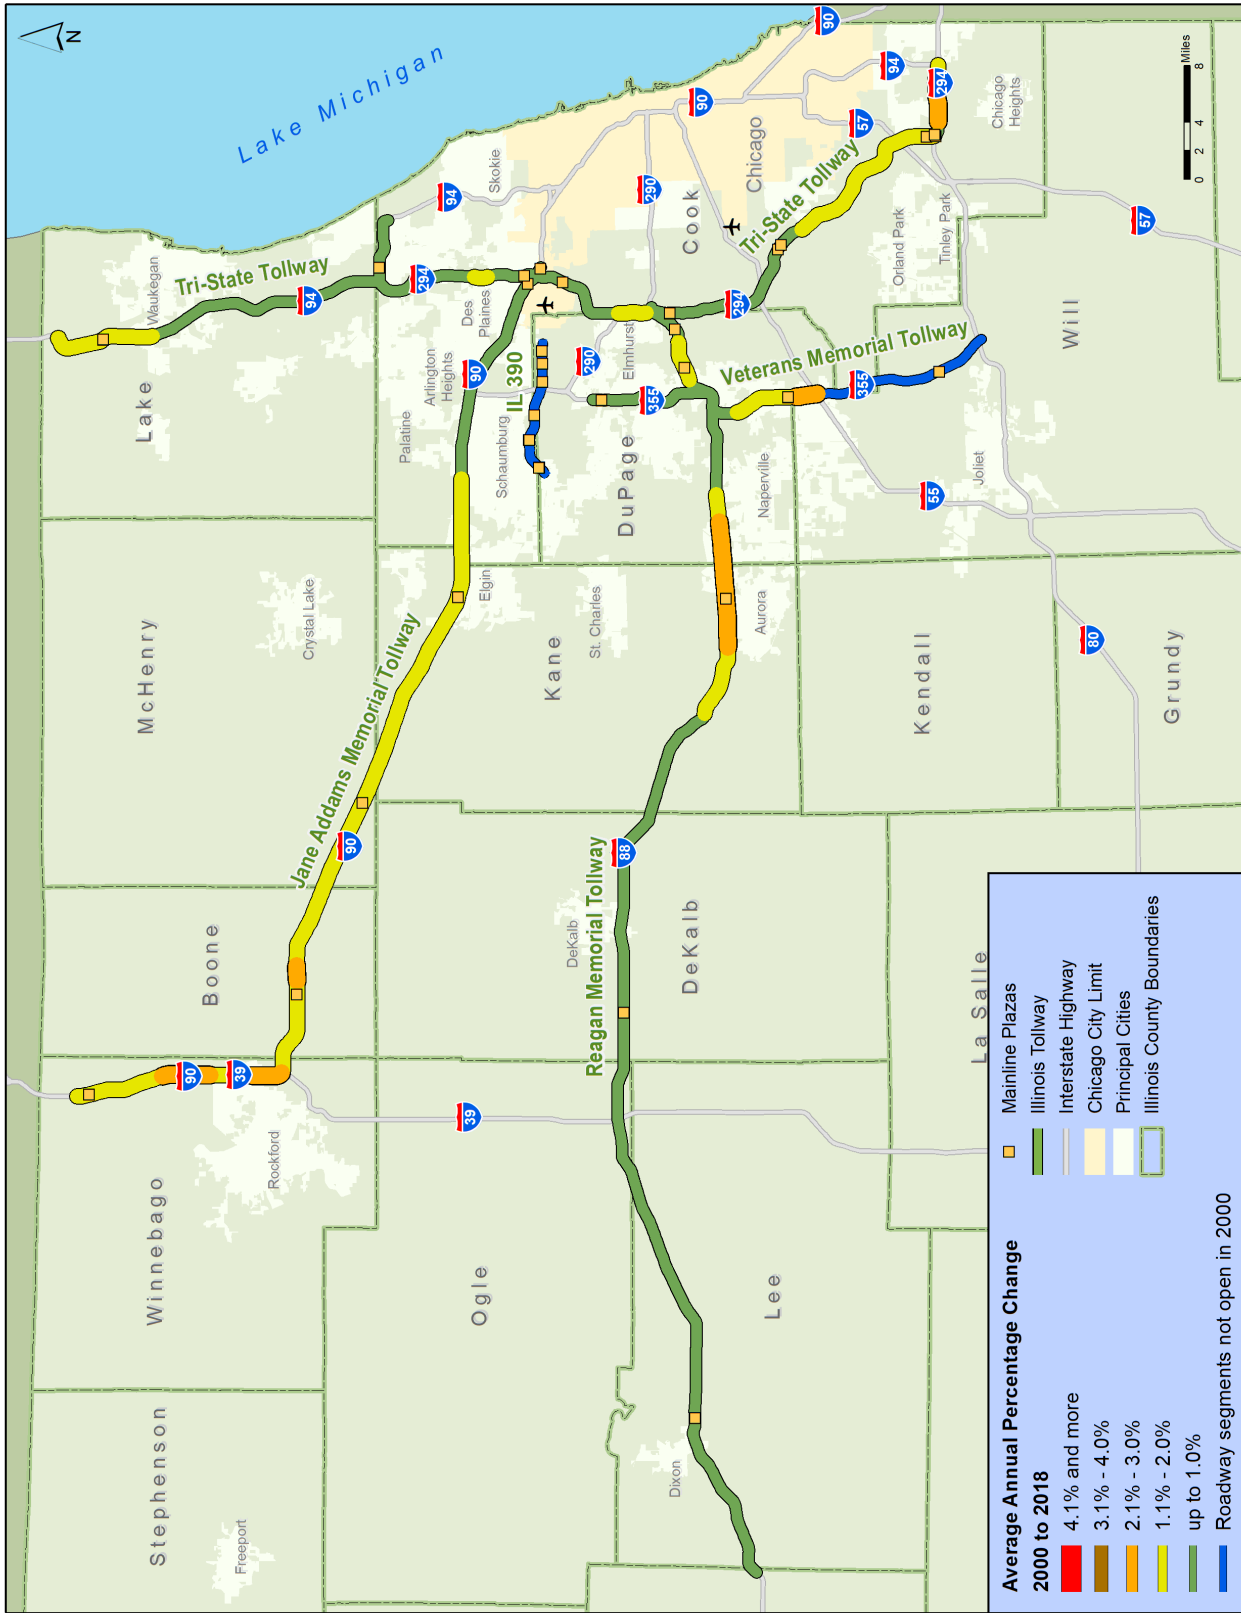 N
Lake Michigan
Stephenson
Winnebago
Boone
McHenry
Lake
Freeport
Rockford
Crystal Lake
Waukegan
90
39
90
94
Jane Addams Memorial Tollway
Tri-State Tollway
Ogle
39
Palatine
Arlington
Heights
Des
Plaines
Skokie
294
94
90
Elgin
Schaumburg
IL 390
Kane
St. Charles
DuPage
Elmhurst
290
290
355
Cook
Chicago
90
90
94
57
Dixon
DeKalb
88
Reagan Memorial Tollway
DeKalb
Aurora
Naperville
Veterans Memorial Tollway
294
Tri-State Tollway
Lee
Kendall
55
355
Orland Park
Tinley Park
294
Chicago
Heights
Joliet
Will
57
La Salle
Grundy
80
0 2 4 8
Miles
Average Annual Percentage Change
2000 to 2018
4.1% and more
3.1% - 4.0%
2.1% - 3.0%
1.1% - 2.0%
up to 1.0%
Roadway segments not open in 2000
Mainline Plazas
Illinois Tollway
Interstate Highway
Chicago City Limit
Principal Cities
Illinois County Boundaries